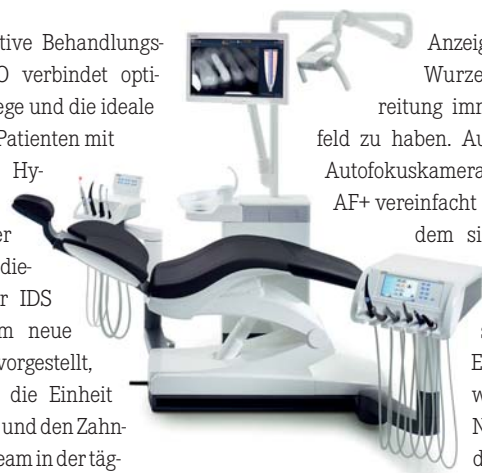 tive Behandlungs-
O verbindet opti-
ege und die ideale
Patienten mit
Hy-
er
die-
r IDS
m neue
vorgestellt,
die Einheit
und den Zahn-
eam in der täg-
Anzeig
Wurze
reitung imm
feld zu haben. Au
Autofokuskamera
AF+ vereinfacht
dem si
s
E
w
N
d